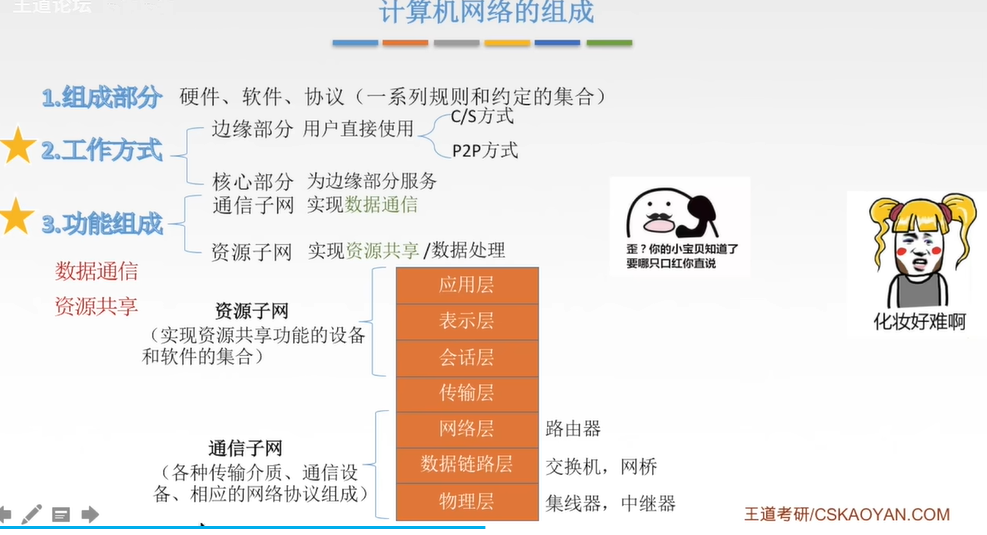 王道论坛
计算机网络的组成
1.组成部分 硬件、软件、协议（一系列规则和约定的集合）
2.工作方式
边缘部分 用户直接使用
C/S方式
P2P方式
核心部分 为边缘部分服务
3.功能组成
通信子网 实现数据通信
资源子网 实现资源共享/数据处理
数据通信
资源共享
资源子网
（实现资源共享功能的设备
和软件的集合）
应用层
表示层
会话层
传输层
网络层 路由器
数据链路层 交换机，网桥
物理层 集线器，中继器
通信子网
（各种传输介质、通信设
备、相应的网络协议组成）
歪？你的小宝贝知道了
要哪只口红你直说
化妆好难啊
王道考研/CSKAOYAN.COM